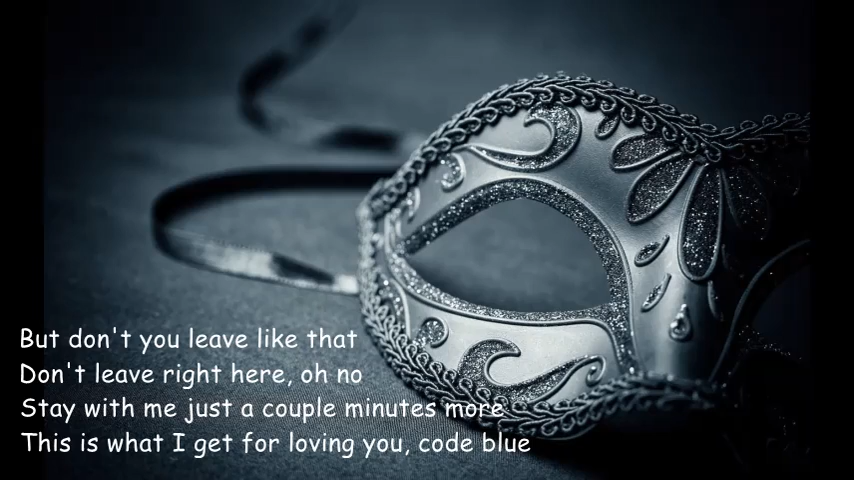 But don't you leave like that
Don't leave right here, oh no
Stay with me just a couple minutes more
This is what I get for loving you, code blue